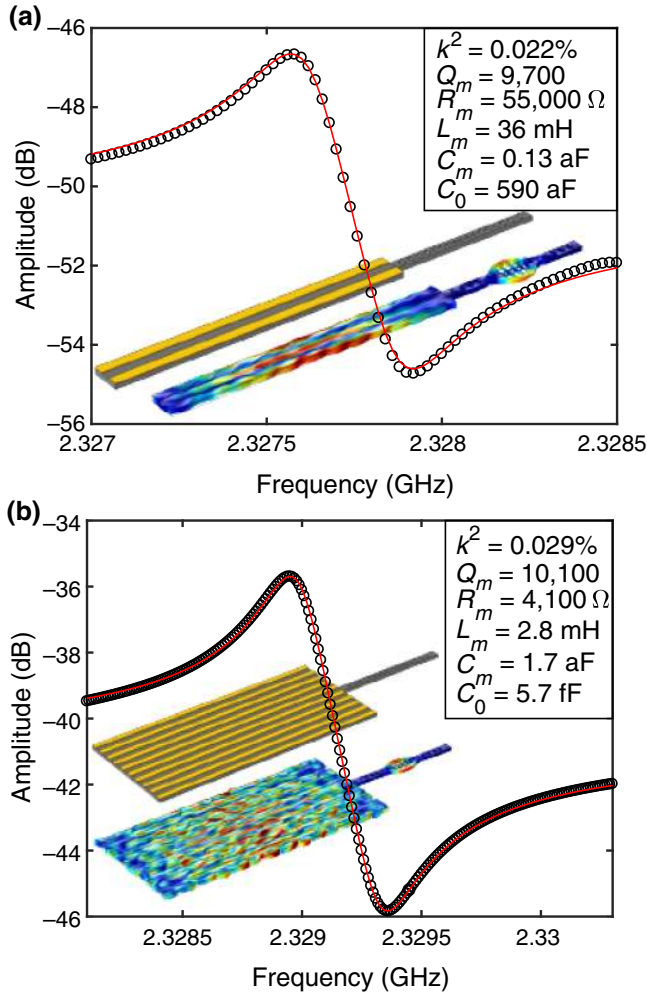 (a)
−46
−48
−50
−52
−54
−56
Amplitude (dB)
k² = 0.022%
Qₘ = 9,700
Rₘ = 55,000 Ω
Lₘ = 36 mH
Cₘ = 0.13 aF
C₀ = 590 aF
2.327 2.3275 2.328 2.3285
Frequency (GHz)
(b)
−34
−36
−38
−40
−42
−44
−46
Amplitude (dB)
k² = 0.029%
Qₘ = 10,100
Rₘ = 4,100 Ω
Lₘ = 2.8 mH
Cₘ = 1.7 aF
C₀ = 5.7 fF
2.3285 2.329 2.3295 2.33
Frequency (GHz)